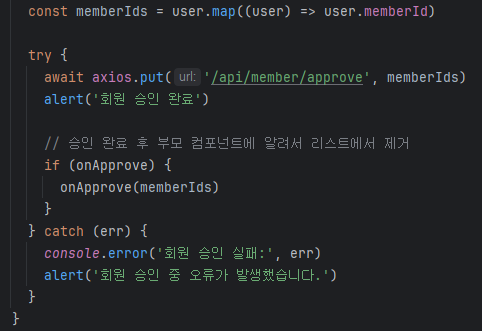 const memberIds = user.map((user) => user.memberId)
try {
await axios.put( url: '/api/member/approve', memberIds)
alert('회원 승인 완료')
// 승인 완료 후 부모 컴포넌트에 알려서 리스트에서 제거
if (onApprove) {
onApprove(memberIds)
}
} catch (err) {
console.error('회원 승인 실패:', err)
alert('회원 승인 중 오류가 발생했습니다.')
}
}